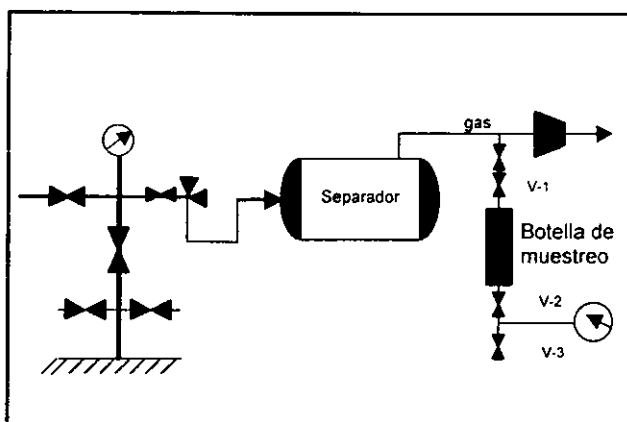 gas
Separador
V-1
Botella de
muestreo
V-2
V-3